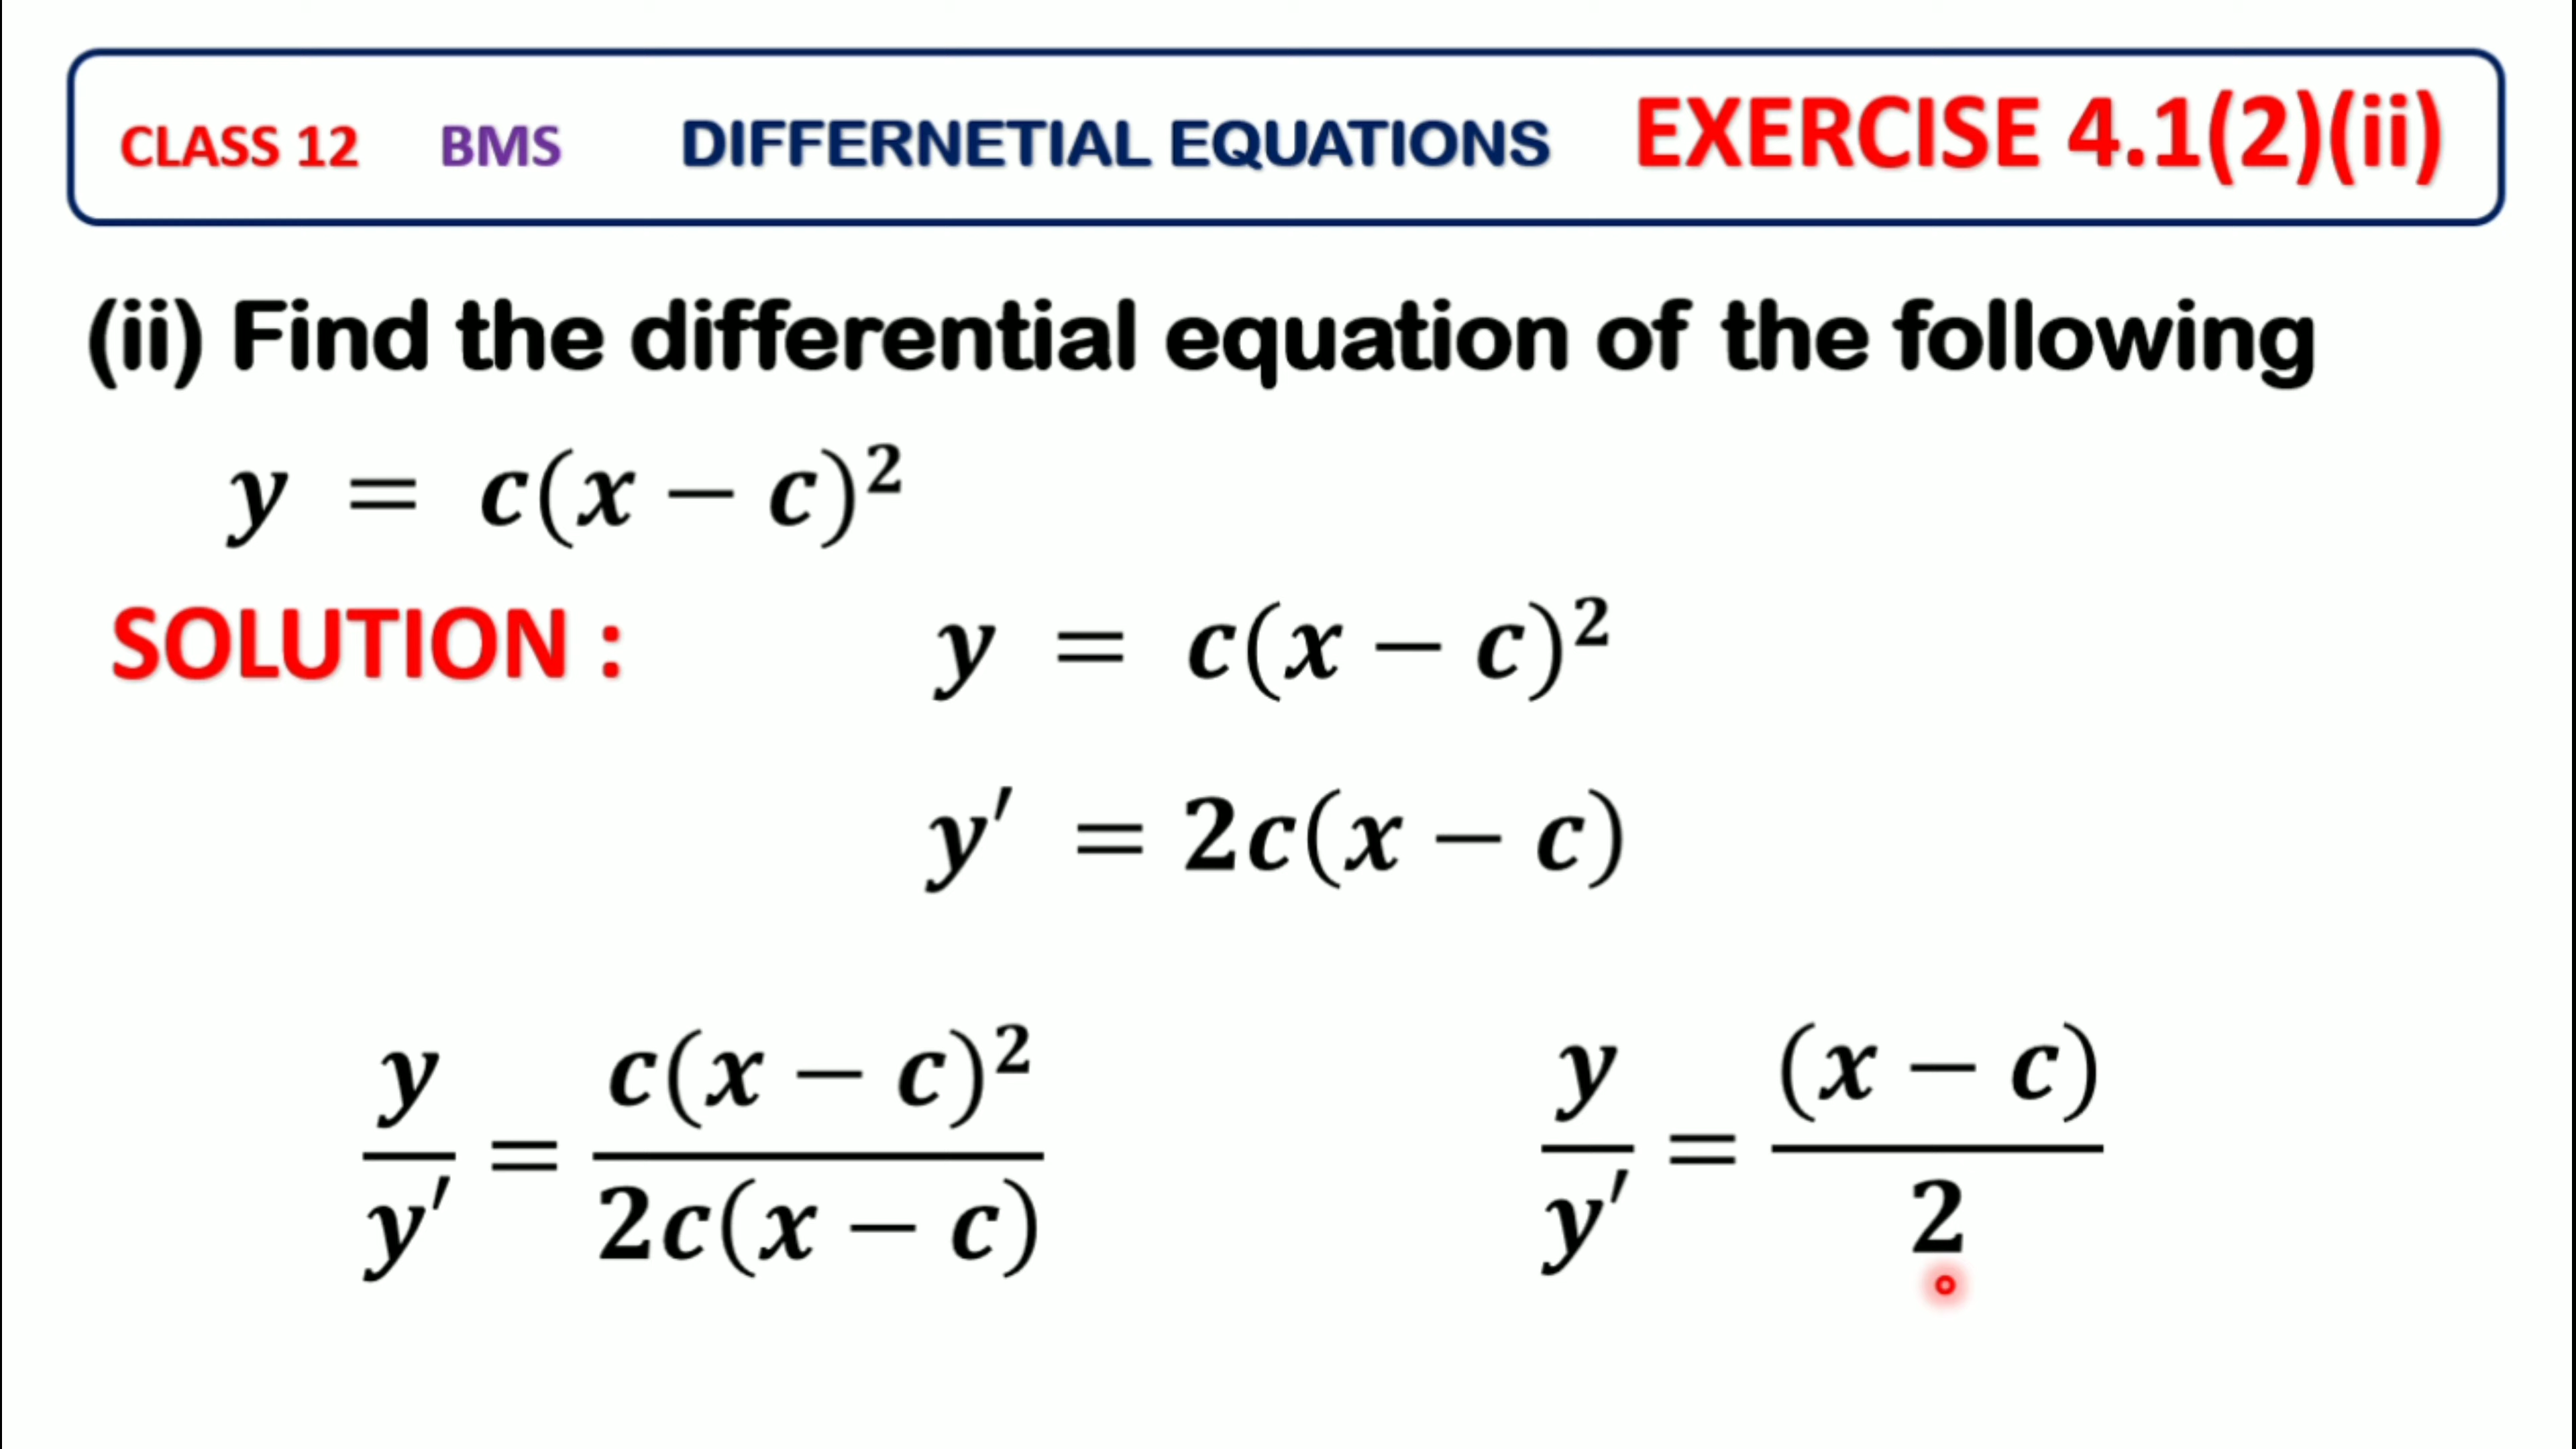 CLASS 12 BMS DIFFERNETIAL EQUATIONS EXERCISE 4.1(2)(ii)
(ii) Find the differential equation of the following
y = c(x − c)²
SOLUTION : y = c(x − c)²
y′ = 2c(x − c)
y/y′ = c(x − c)²/2c(x − c) y/y′ = (x − c)/2